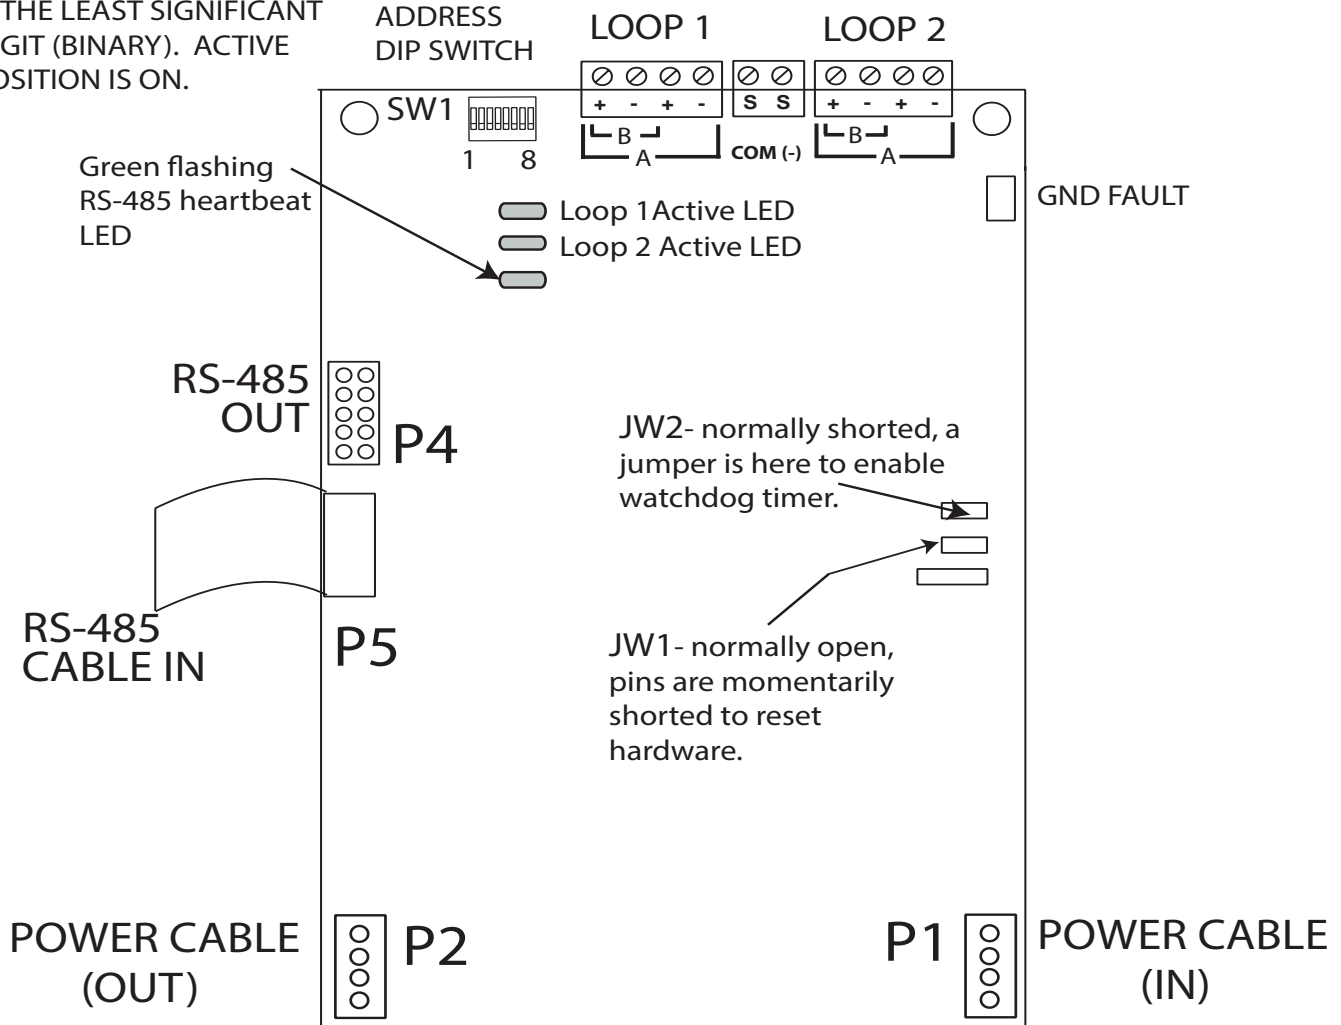 THE LEAST SIGNIFICANT
GIT (BINARY).  ACTIVE
OSITION IS ON.
ADDRESS
DIP SWITCH
LOOP 1
LOOP 2
SW1
1
8
+ - + -
S S
+ - + -
B
A
COM (-)
B
A
Green flashing
RS-485 heartbeat
LED
Loop 1 Active LED
Loop 2 Active LED
GND FAULT
RS-485
OUT
P4
JW2- normally shorted, a
jumper is here to enable
watchdog timer.
RS-485
CABLE IN
P5
JW1- normally open,
pins are momentarily
shorted to reset
hardware.
POWER CABLE
(OUT)
P2
P1
POWER CABLE
(IN)